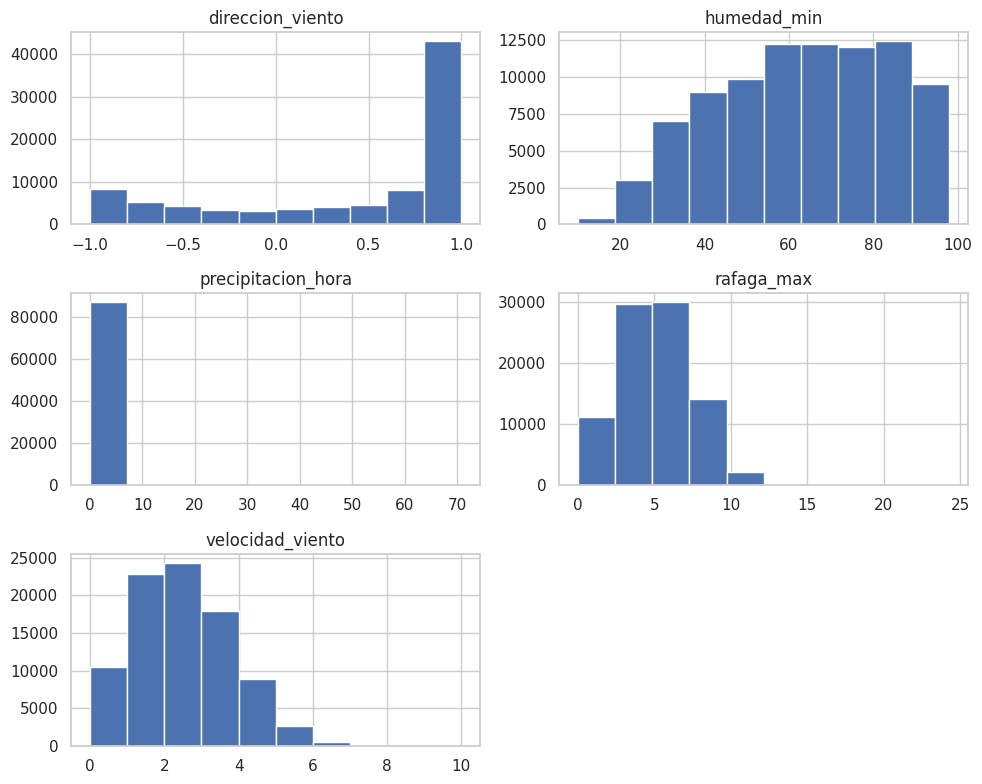 direccion_viento
40000
30000
20000
10000
0
−1.0 −0.5 0.0 0.5 1.0
humedad_min
12500
10000
7500
5000
2500
0
20 40 60 80 100
precipitacion_hora
80000
60000
40000
20000
0
0 10 20 30 40 50 60 70
rafaga_max
30000
20000
10000
0
0 5 10 15 20 25
velocidad_viento
25000
20000
15000
10000
5000
0
0 2 4 6 8 10